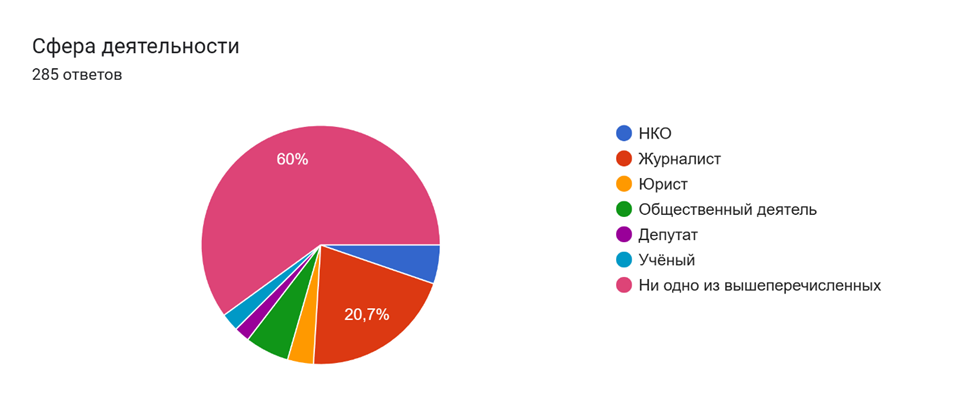 Сфера деятельности
285 ответов
60%
20,7%
НКО
Журналист
Юрист
Общественный деятель
Депутат
Учёный
Ни одно из вышеперечисленных